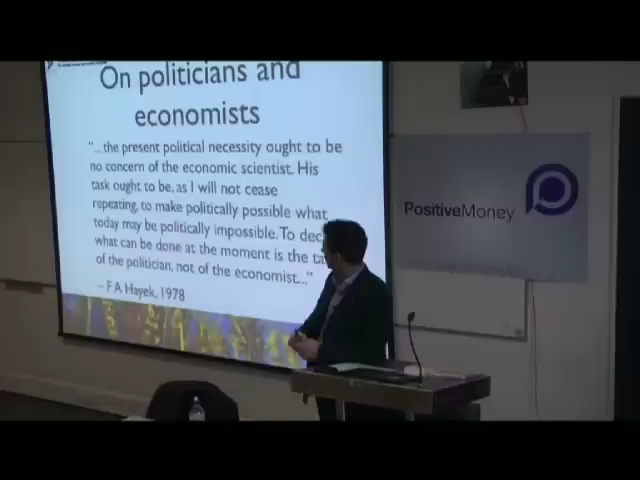 On politicians and
economists
"...the present political necessity ought to be
no concern of the economic scientist. His
task ought to be, as I will not cease
repeating, to make politically possible what
today may be politically impossible. To dec
what can be done at the moment is the ta
of the politician, not of the economist..."
– F A Hayek, 1978
PositiveMoney